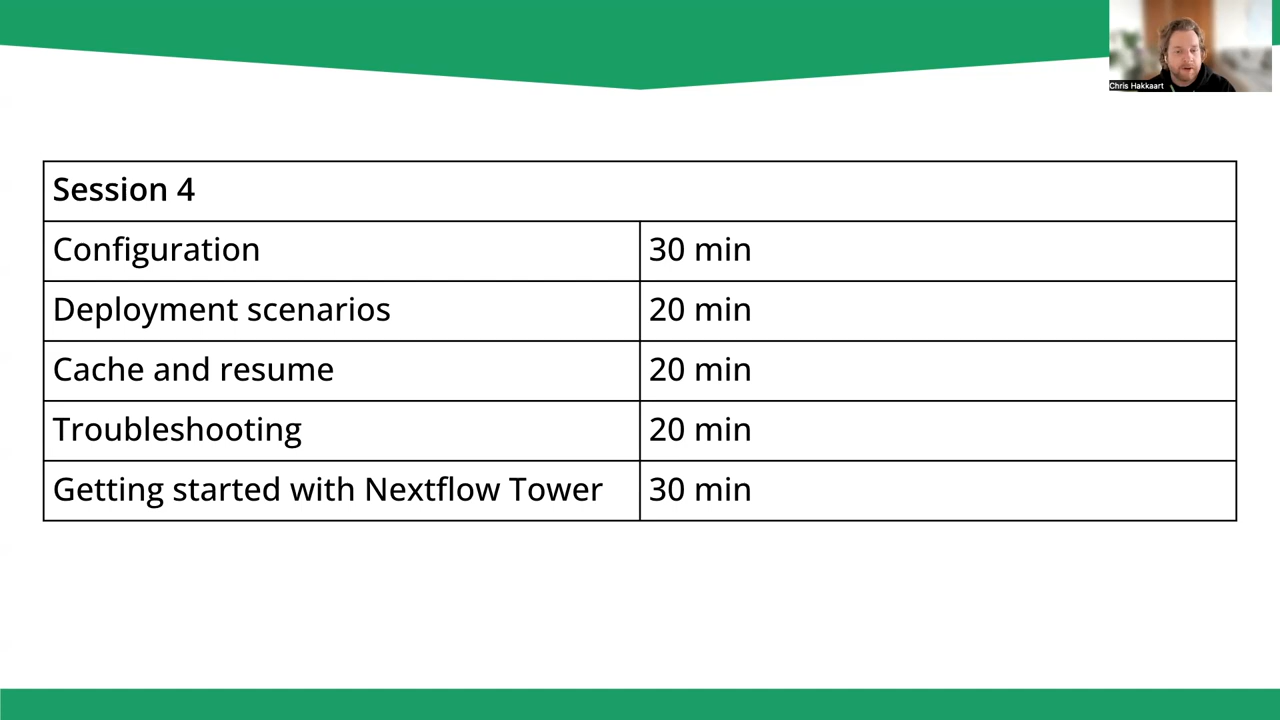 Chris Hakkaart
Session 4
Configuration 30 min
Deployment scenarios 20 min
Cache and resume 20 min
Troubleshooting 20 min
Getting started with Nextflow Tower 30 min